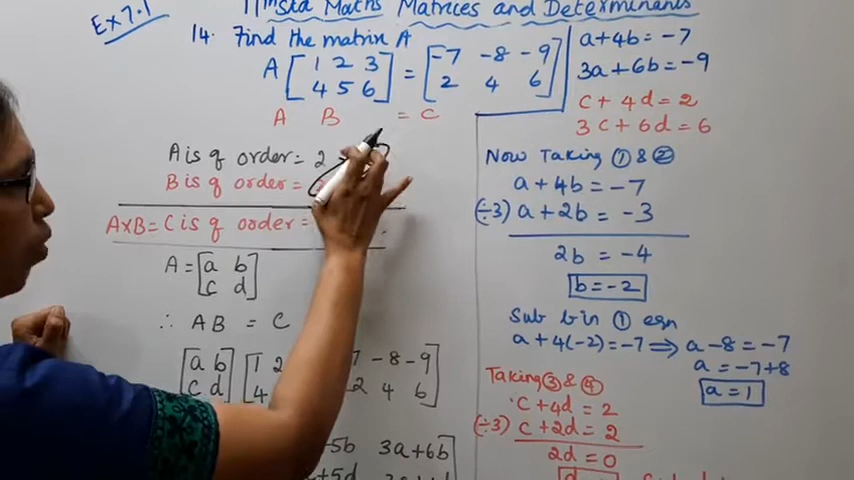 11th Std Maths Matrices and Determinants
Ex 7.1
14. Find the matrix A
A [1 2 3] = [-7 -8 -9]
[4 5 6] [2 4 6]
A B = C
A is of order = 2
B is of order =
A×B = C is of order =
A = [a b]
[c d]
∴ AB = C
[a b] [1 2 -8 -9]
[c d] [4 2 4 6]
+5b 3a+6b
+5d
a+4b = -7
3a+6b = -9
c + 4d = 2
3c + 6d = 6
Now Taking ① & ②
a + 4b = -7
(÷3) a + 2b = -3
2b = -4
b = -2
Sub b in ① eqn
a + 4(-2) = -7 ⇒ a - 8 = -7
a = -7+8
a = 1
Taking ③ & ④
c + 4d = 2
(÷3) c + 2d = 2
2d = 0